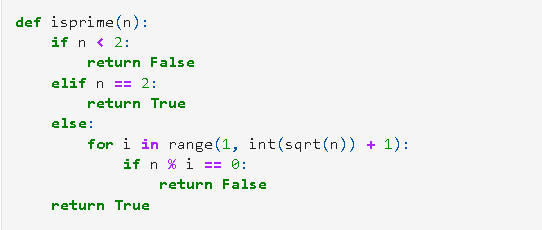 def isprime(n):
    if n < 2:
        return False
    elif n == 2:
        return True
    else:
        for i in range(1, int(sqrt(n)) + 1):
            if n % i == 0:
                return False
    return True